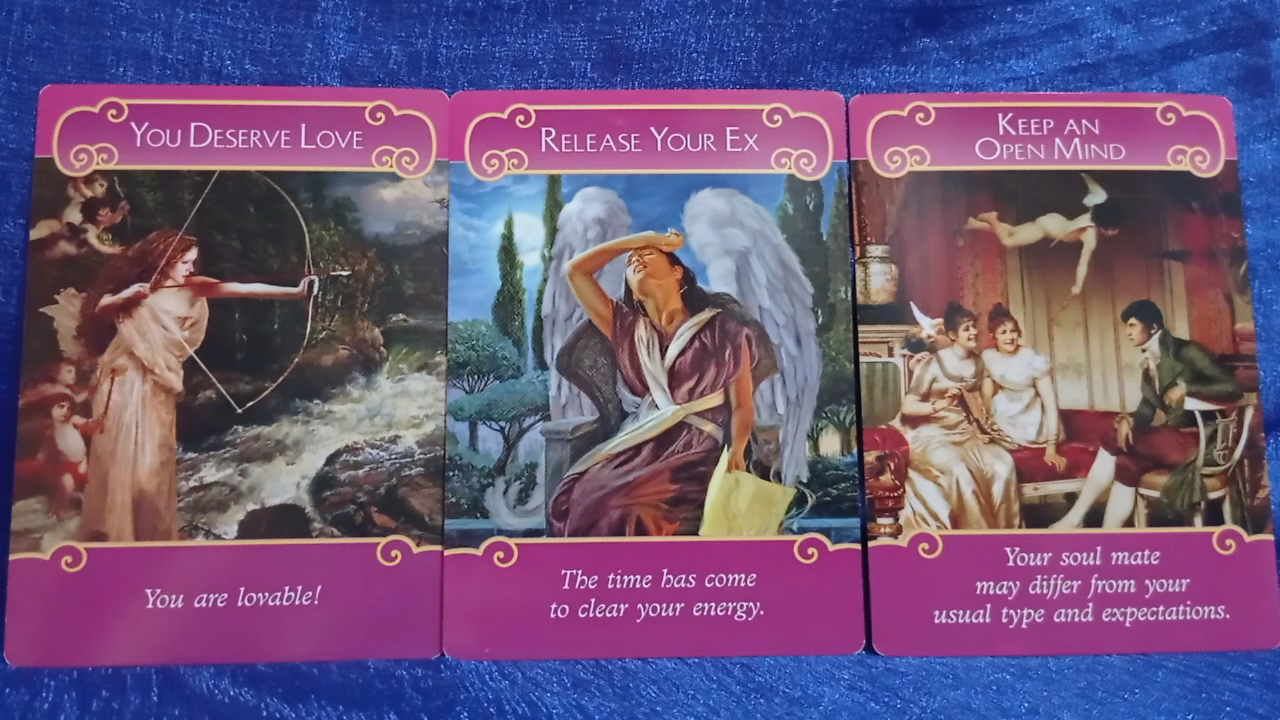 You Deserve Love
You are lovable!
Release Your Ex
The time has come
to clear your energy.
Keep an
Open Mind
Your soul mate
may differ from your
usual type and expectations.